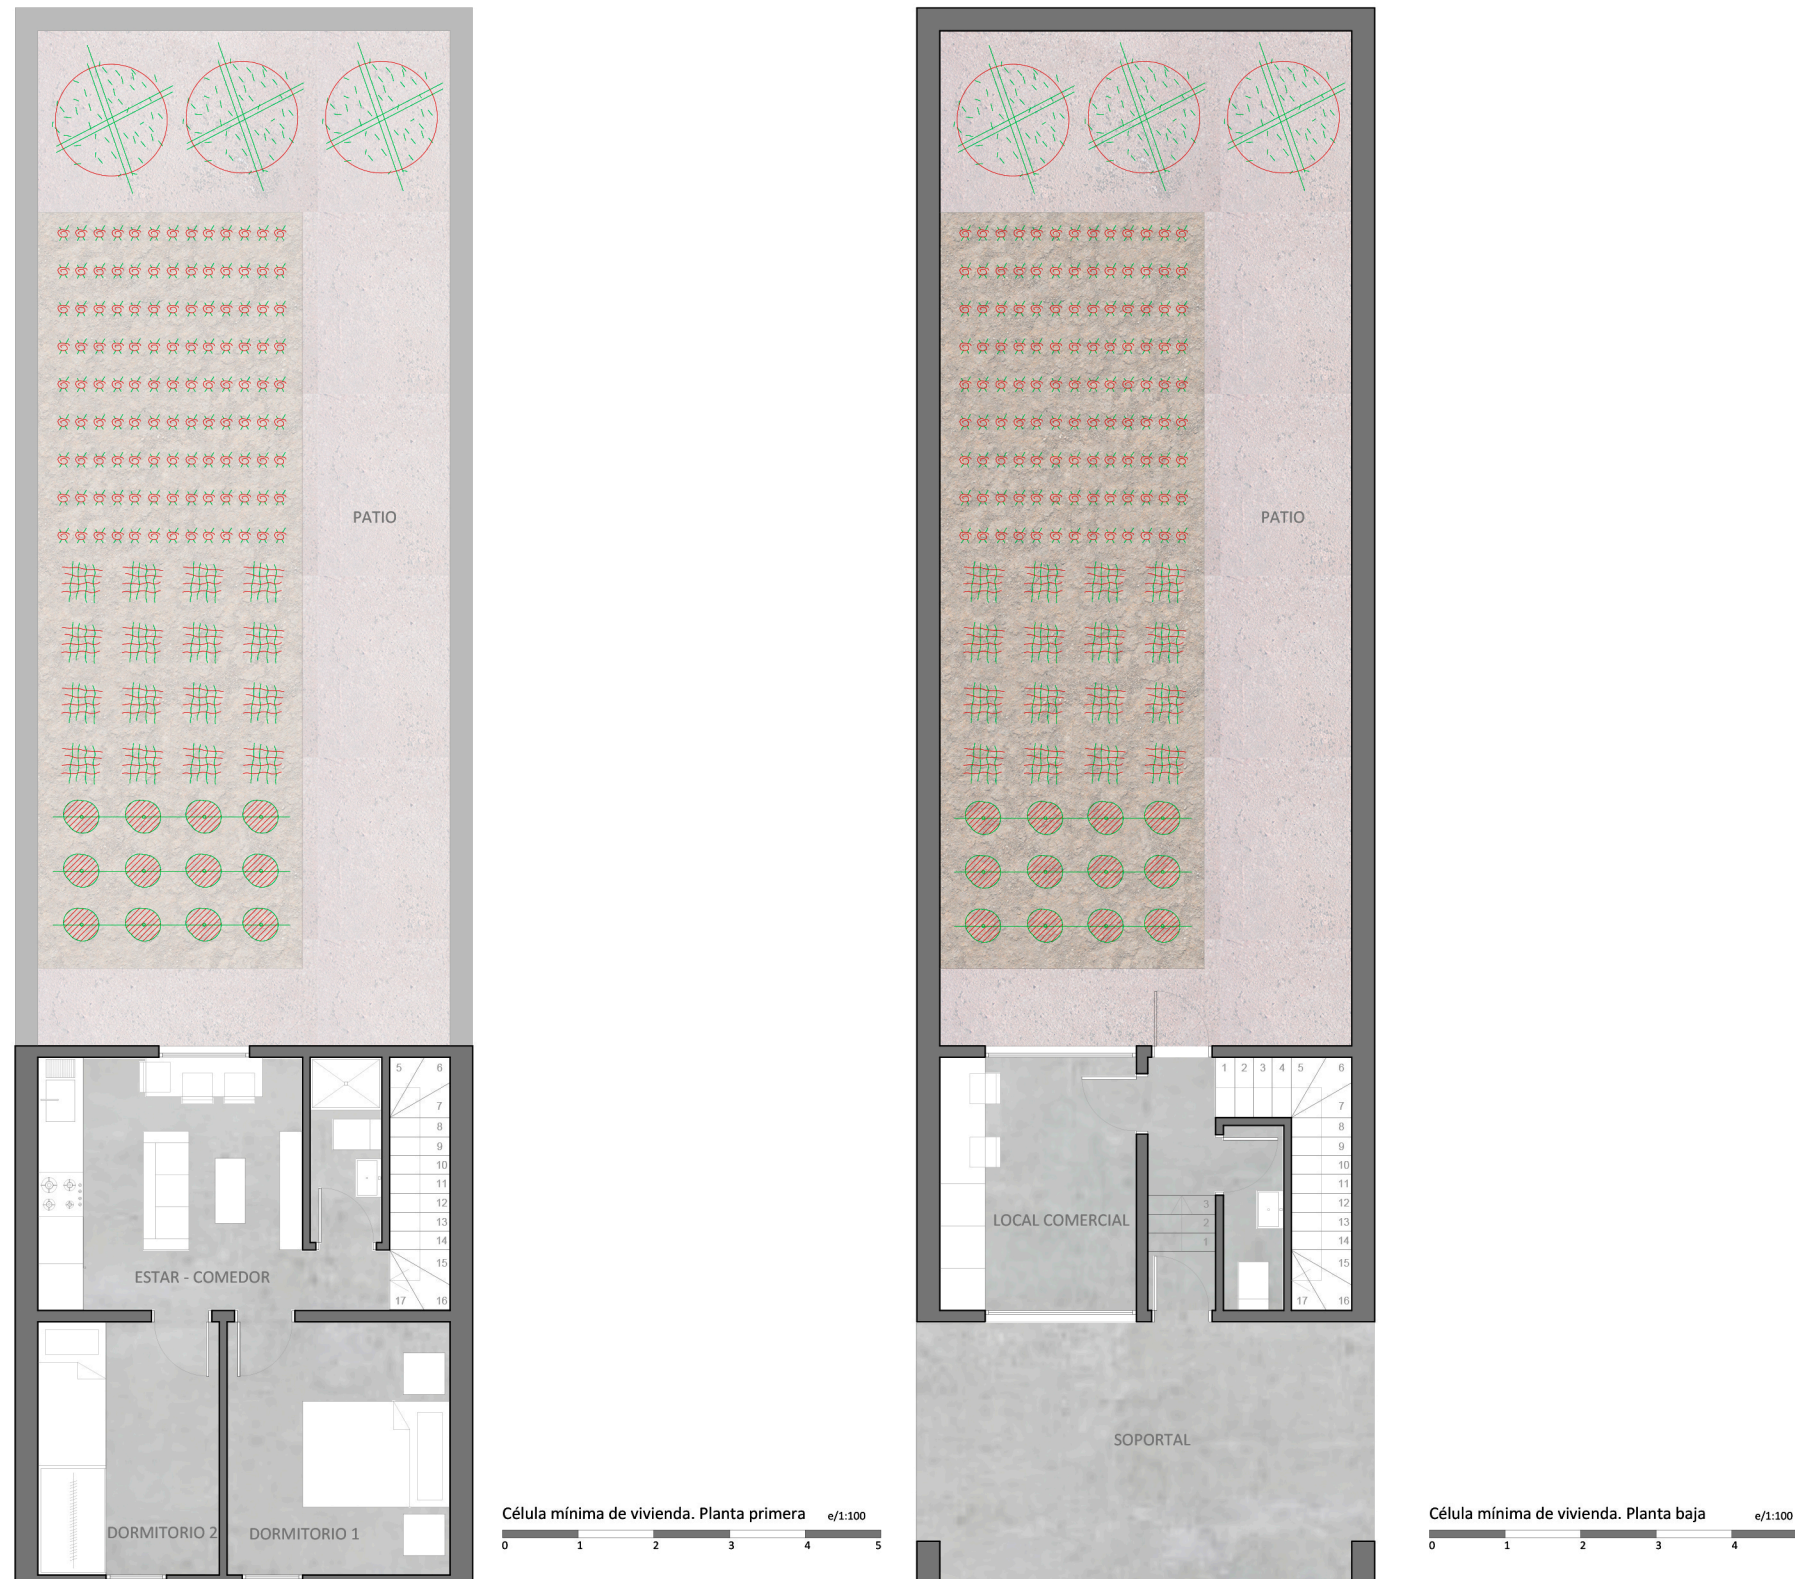 PATIO
5
6
7
8
9
10
11
12
13
14
15
17
16
ESTAR - COMEDOR
DORMITORIO 2
DORMITORIO 1
Célula mínima de vivienda. Planta primera e/1:100
0 1 2 3 4 5
PATIO
1 2 3 4 5 6
7
8
9
10
11
12
13
14
15
17 16
3
2
1
LOCAL COMERCIAL
SOPORTAL
Célula mínima de vivienda. Planta baja e/1:100
0 1 2 3 4